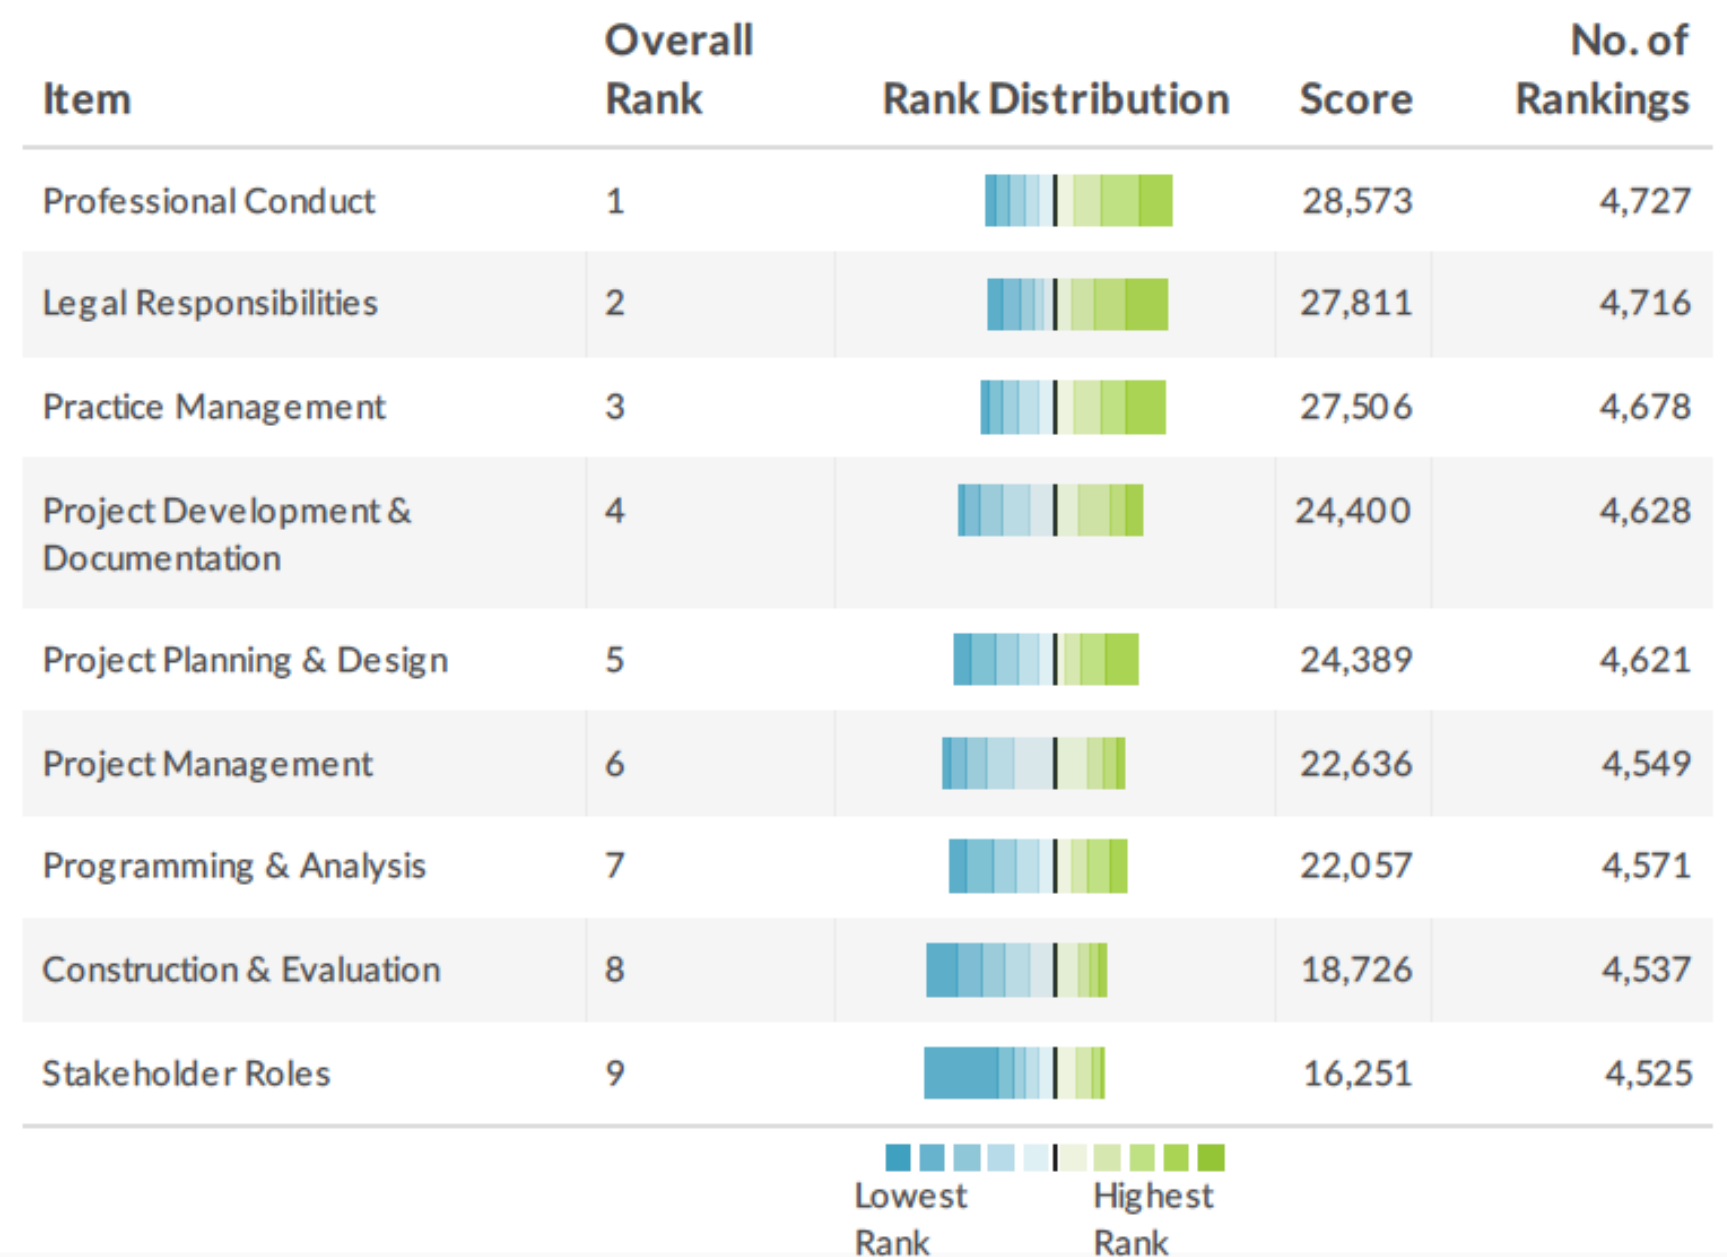 Item Overall Rank Rank Distribution Score No. of Rankings
Professional Conduct 1 28,573 4,727
Legal Responsibilities 2 27,811 4,716
Practice Management 3 27,506 4,678
Project Development & 4 24,400 4,628
Documentation
Project Planning & Design 5 24,389 4,621
Project Management 6 22,636 4,549
Programming & Analysis 7 22,057 4,571
Construction & Evaluation 8 18,726 4,537
Stakeholder Roles 9 16,251 4,525
Lowest Highest
Rank Rank